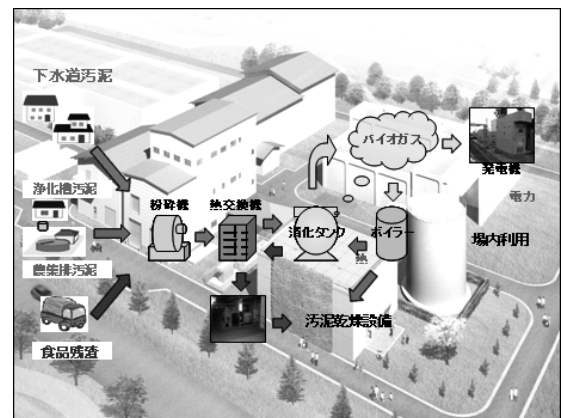 下水道汚泥
浄化槽汚泥
農集排汚泥
食品残渣
粉砕機
熱交換機
消化タンク
バイオガス
ボイラー
熱
発電機
電力
場内利用
汚泥乾燥設備